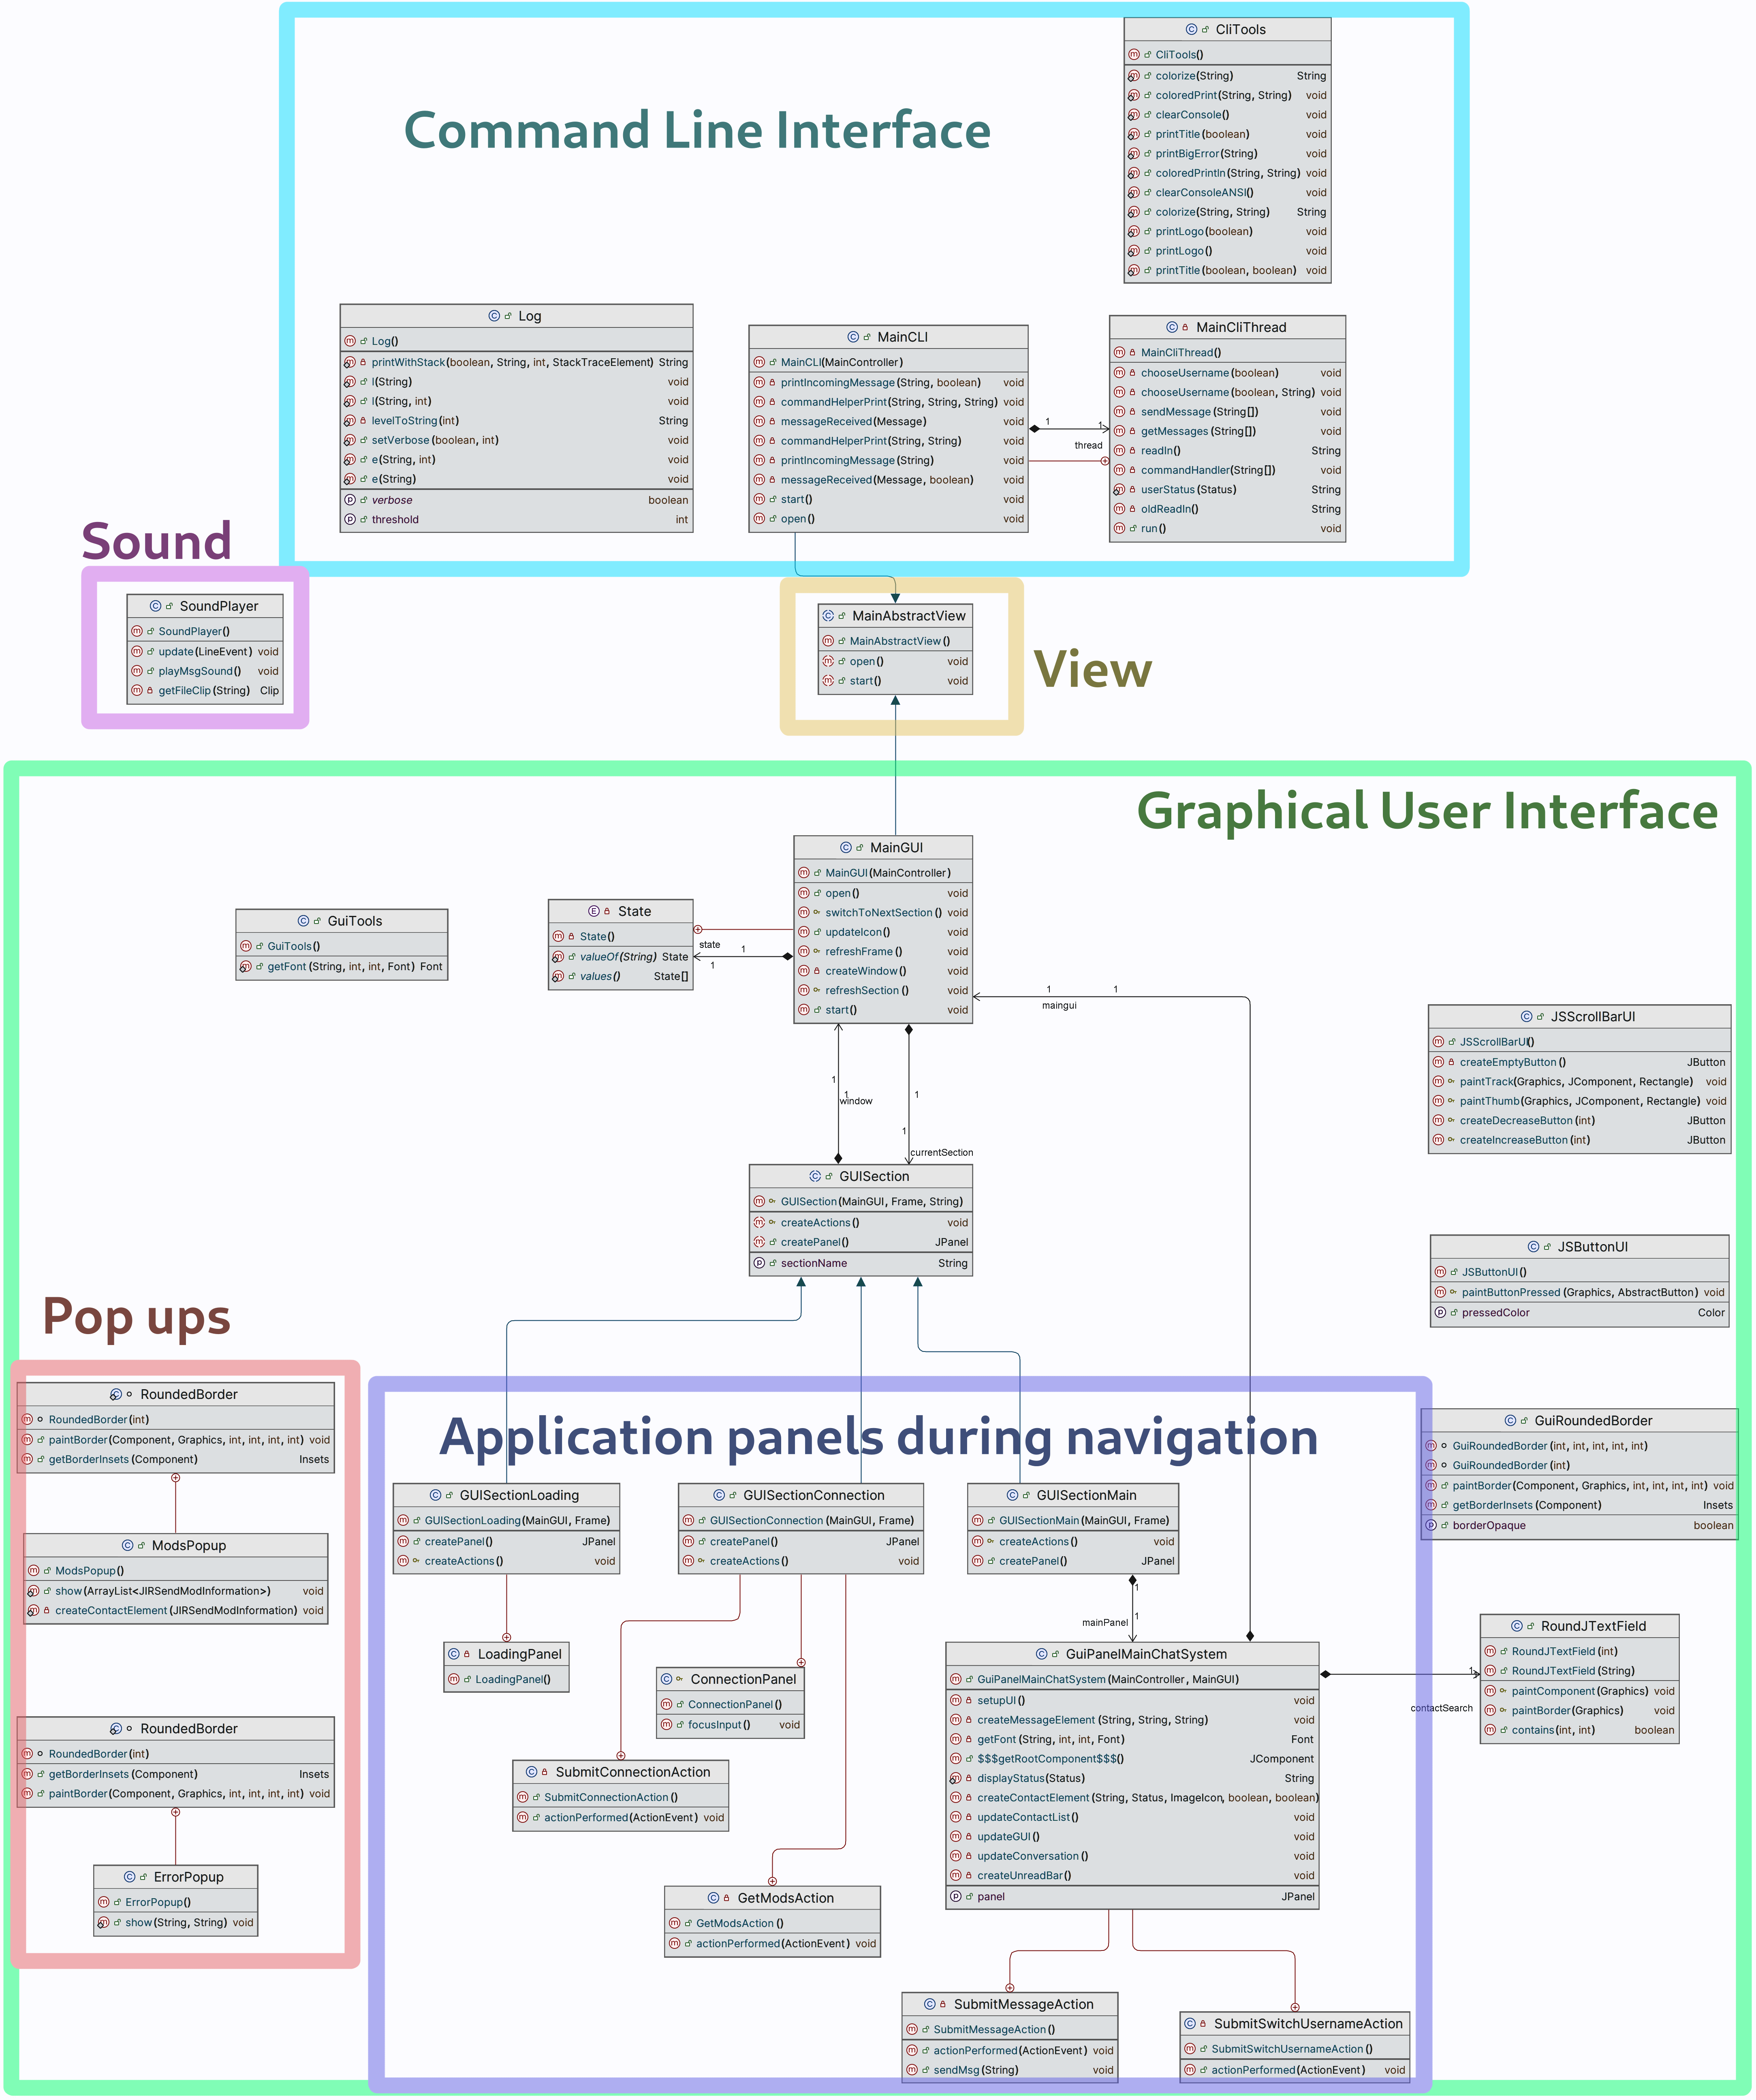 Command Line Interface
CliTools
CliTools()
colorize(String) String
coloredPrint(String, String) void
clearConsole() void
printTitle(boolean) void
printBigError(String) void
coloredPrintln(String, String) void
clearConsoleANSI() void
colorize(String, String) String
printLogo(boolean) void
printLogo() void
printTitle(boolean, boolean) void
Log
Log()
printWithStack(boolean, String, int, StackTraceElement) String
l(String) void
l(String, int) void
levelToString(int) String
setVerbose(boolean, int) void
e(String, int) void
e(String) void
verbose boolean
threshold int
MainCLI
MainCLI(MainController)
printIncomingMessage(String, boolean) void
commandHelperPrint(String, String, String) void
messageReceived(Message) void
commandHelperPrint(String, String) void
printIncomingMessage(String) void
messageReceived(Message, boolean) void
start() void
open() void
1 1
thread
MainCliThread
MainCliThread()
chooseUsername(boolean) void
chooseUsername(boolean, String) void
sendMessage(String[]) void
getMessages(String[]) void
readIn() String
commandHandler(String[]) void
userStatus(Status) String
oldReadIn() String
run() void
Sound
SoundPlayer
SoundPlayer()
update(LineEvent) void
playMsgSound() void
getFileClip(String) Clip
MainAbstractView
MainAbstractView()
open() void
start() void
View
Graphical User Interface
MainGUI
MainGUI(MainController)
open() void
switchToNextSection() void
updateIcon() void
refreshFrame() void
createWindow() void
refreshSection() void
start() void
GuiTools
GuiTools()
getFont(String, int, int, Font) Font
State
State()
valueOf(String) State
values() State[]
state 1
1
1 1
maingui
JSScrollBarUI
JSScrollBarUI()
createEmptyButton() JButton
paintTrack(Graphics, JComponent, Rectangle) void
paintThumb(Graphics, JComponent, Rectangle) void
createDecreaseButton(int) JButton
createIncreaseButton(int) JButton
1
1
window
1
1
currentSection
GUISection
GUISection(MainGUI, Frame, String)
createActions() void
createPanel() JPanel
sectionName String
JSButtonUI
JSButtonUI()
paintButtonPressed(Graphics, AbstractButton) void
pressedColor Color
Pop ups
RoundedBorder
RoundedBorder(int)
paintBorder(Component, Graphics, int, int, int, int) void
getBorderInsets(Component) Insets
ModsPopup
ModsPopup()
show(ArrayList<JIRSendModInformation>) void
createContactElement(JIRSendModInformation) void
RoundedBorder
RoundedBorder(int)
getBorderInsets(Component) Insets
paintBorder(Component, Graphics, int, int, int, int) void
ErrorPopup
ErrorPopup()
show(String, String) void
Application panels during navigation
GUISectionLoading
GUISectionLoading(MainGUI, Frame)
createPanel() JPanel
createActions() void
GUISectionConnection
GUISectionConnection(MainGUI, Frame)
createPanel() JPanel
createActions() void
GUISectionMain
GUISectionMain(MainGUI, Frame)
createActions() void
createPanel() JPanel
GuiRoundedBorder
GuiRoundedBorder(int, int, int, int, int)
GuiRoundedBorder(int)
paintBorder(Component, Graphics, int, int, int, int) void
getBorderInsets(Component) Insets
borderOpaque boolean
1
1
mainPanel
LoadingPanel
LoadingPanel()
ConnectionPanel
ConnectionPanel()
focusInput() void
SubmitConnectionAction
SubmitConnectionAction()
actionPerformed(ActionEvent) void
GetModsAction
GetModsAction()
actionPerformed(ActionEvent) void
GuiPanelMainChatSystem
GuiPanelMainChatSystem(MainController, MainGUI)
setupUI() void
createMessageElement(String, String, String) void
getFont(String, int, int, Font) Font
$$$getRootComponent$$$() JComponent
displayStatus(Status) String
createContactElement(String, Status, ImageIcon, boolean, boolean)
updateContactList() void
updateGUI() void
updateConversation() void
createUnreadBar() void
panel JPanel
1
contactSearch
RoundJTextField
RoundJTextField(int)
RoundJTextField(String)
paintComponent(Graphics) void
paintBorder(Graphics) void
contains(int, int) boolean
SubmitMessageAction
SubmitMessageAction()
actionPerformed(ActionEvent) void
sendMsg(String) void
SubmitSwitchUsernameAction
SubmitSwitchUsernameAction()
actionPerformed(ActionEvent) void